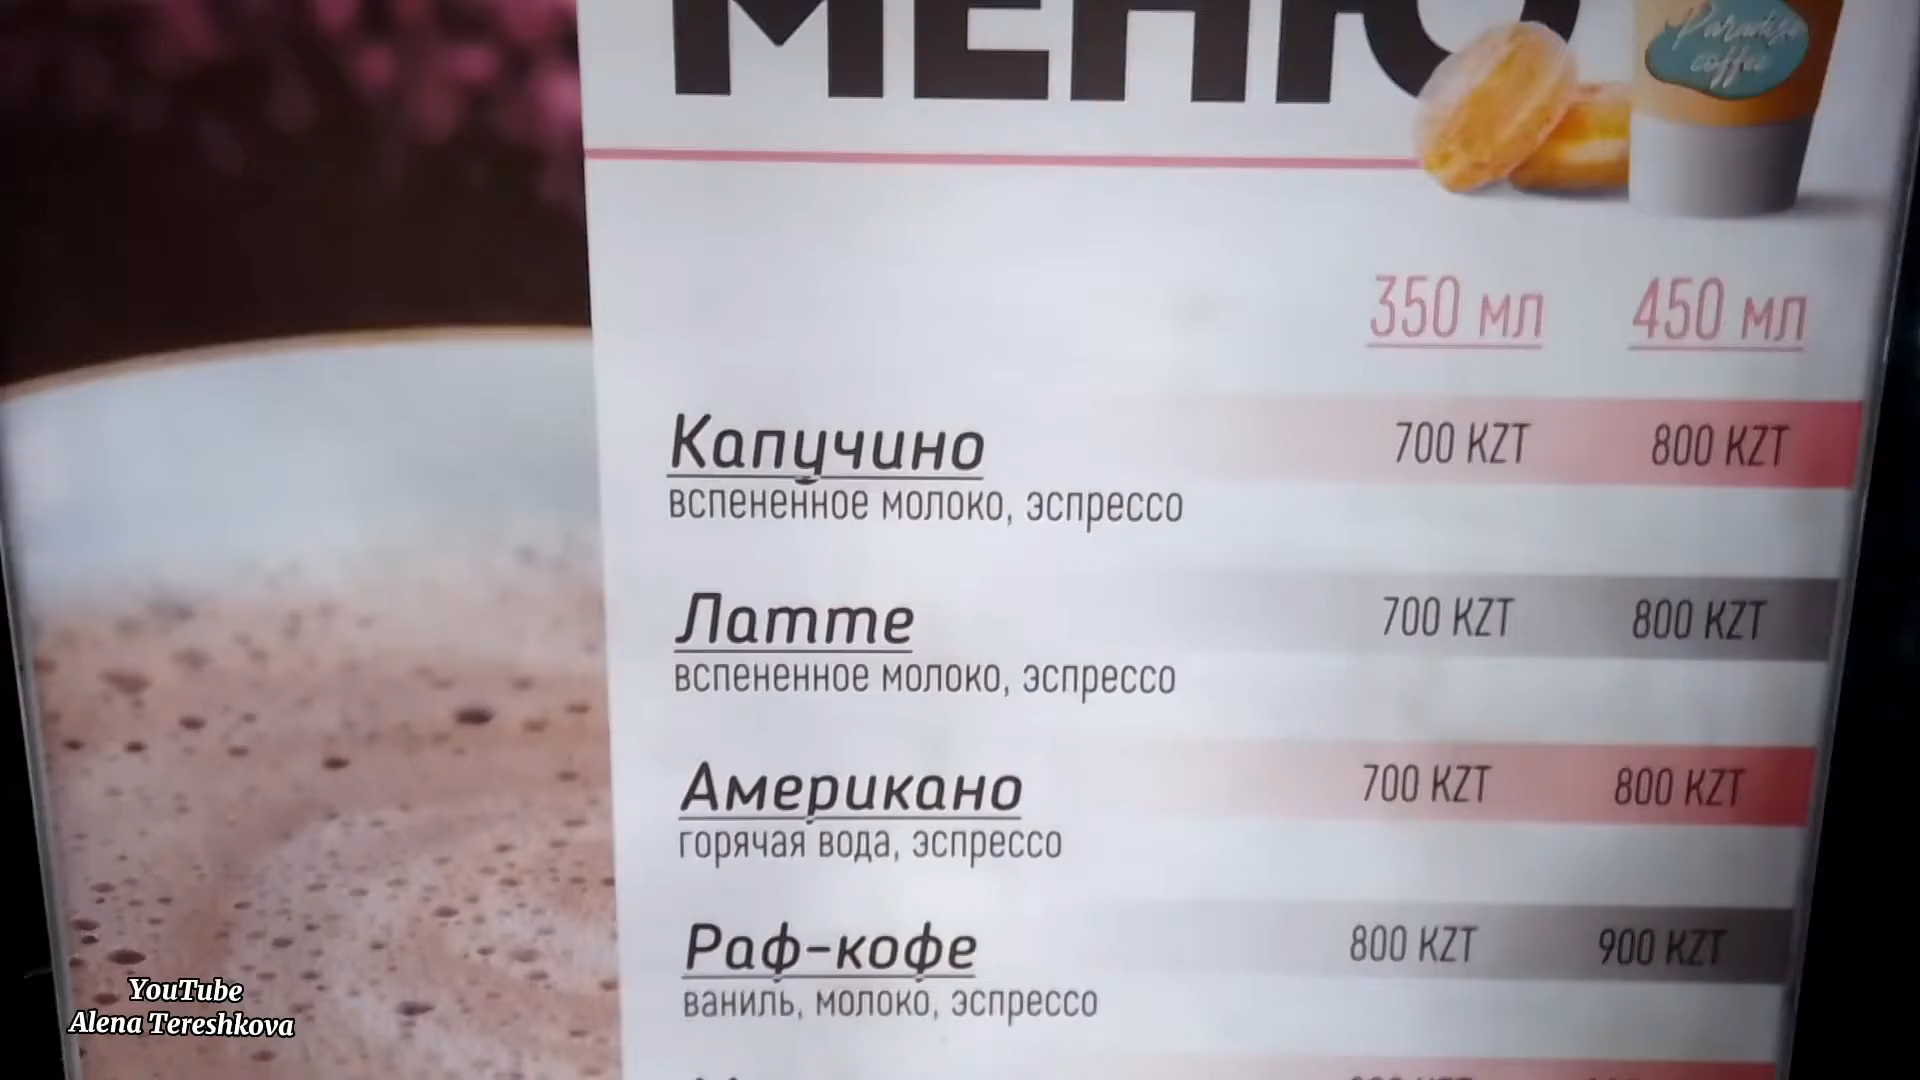 МЕНЮ
Paradise
coffee
350 мл 450 мл
Капучино 700 KZT 800 KZT
вспененное молоко, эспрессо
Латте 700 KZT 800 KZT
вспененное молоко, эспрессо
Американо 700 KZT 800 KZT
горячая вода, эспрессо
Раф-кофе 800 KZT 900 KZT
ваниль, молоко, эспрессо
YouTube
Alena Tereshkova